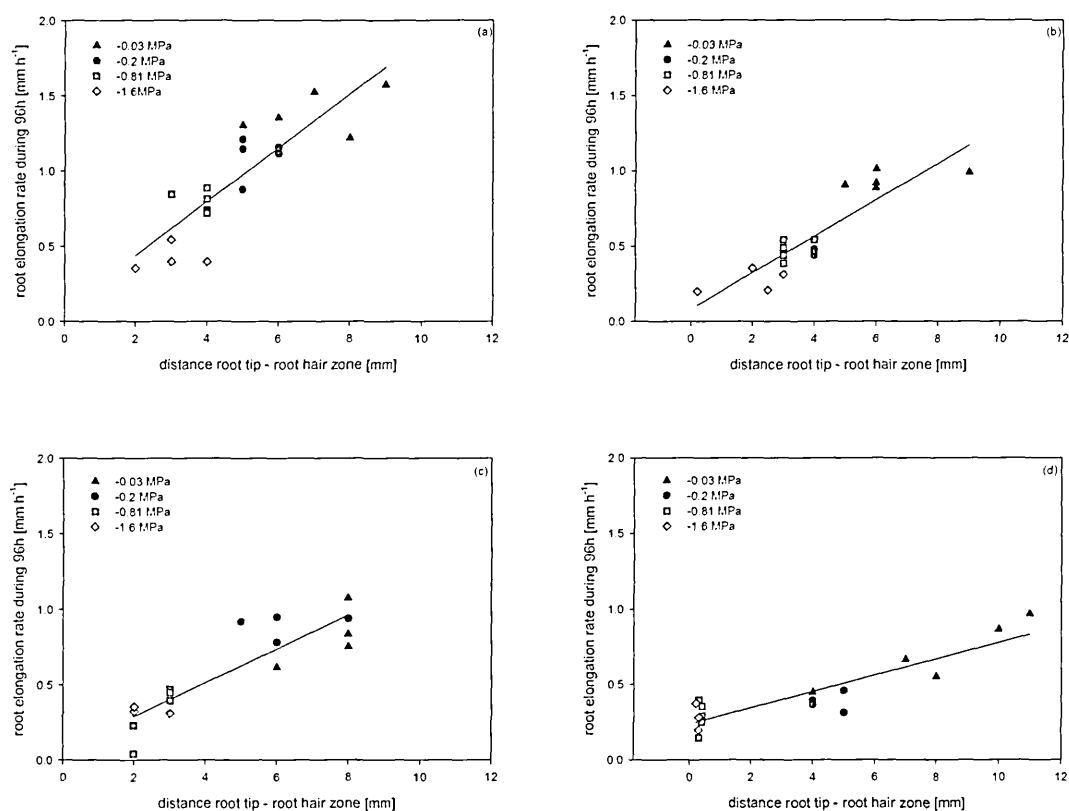 (a)
2.0
1.5
1.0
0.5
0.0
root elongation rate during 96h [mm h-1]
-0.03 MPa
-0.2 MPa
-0.81 MPa
-1.6MPa
0 2 4 6 8 10 12
distance root tip - root hair zone [mm]
(b)
2.0
1.5
1.0
0.5
0.0
root elongation rate during 96h [mm h-1]
-0.03 MPa
-0.2 MPa
-0.81 MPa
-1.6 MPa
0 2 4 6 8 10 12
distance root tip - root hair zone [mm]
(c)
2.0
1.5
1.0
0.5
0.0
root elongation rate during 96h [mm h-1]
-0.03 MPa
-0.2 MPa
-0.81 MPa
-1.6 MPa
0 2 4 6 8 10 12
distance root tip - root hair zone [mm]
(d)
2.0
1.5
1.0
0.5
0.0
root elongation rate during 96h [mm h-1]
-0.03 MPa
-0.2 MPa
-0.81 MPa
-1.6 MPa
0 2 4 6 8 10 12
distance root tip - root hair zone [mm]